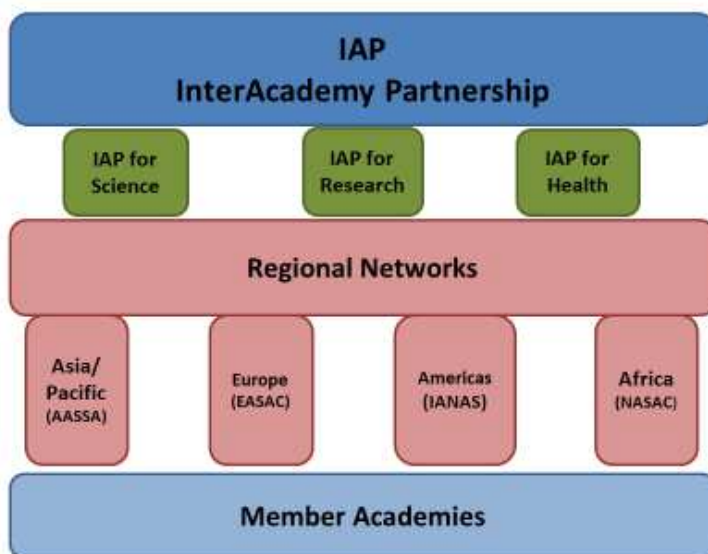 IAP
InterAcademy Partnership
IAP for
Science
IAP for
Research
IAP for
Health
Regional Networks
Asia/
Pacific
(AASSA)
Europe
(EASAC)
Americas
(IANAS)
Africa
(NASAC)
Member Academies